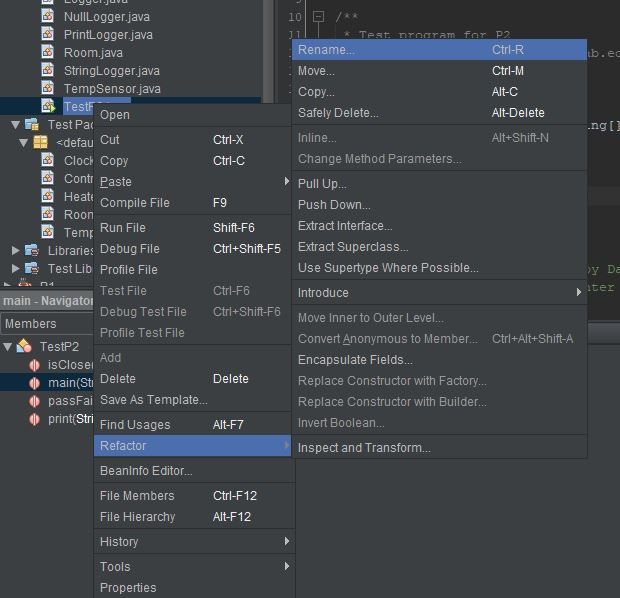 Logger.java
NullLogger.java
PrintLogger.java
Room.java
StringLogger.java
TempSensor.java
Test Pac
<defau
Clock
Contr
Heate
Room
Temp
Libraries
Test Lib
main - Navigator
Members
TestP2
isClose(
main(Str
passFai
print(Stri
Open
Cut Ctrl-X
Copy Ctrl-C
Paste
Compile File F9
Run File Shift-F6
Debug File Ctrl+Shift-F5
Profile File
Test File Ctrl-F6
Debug Test File Ctrl+Shift-F6
Profile Test File
Add
Delete Delete
Save As Template...
Find Usages Alt-F7
Refactor
BeanInfo Editor...
File Members Ctrl-F12
File Hierarchy Alt-F12
History
Tools
Properties
10 /**
11 * Test program for P2
Rename... Ctrl-R
Move... Ctrl-M
Copy... Alt-C
Safely Delete... Alt-Delete
Inline... Alt+Shift-N
Change Method Parameters...
Pull Up...
Push Down...
Extract Interface...
Extract Superclass...
Use Supertype Where Possible...
Introduce
Move Inner to Outer Level...
Convert Anonymous to Member... Ctrl+Alt+Shift-A
Encapsulate Fields...
Replace Constructor with Factory...
Replace Constructor with Builder...
Invert Boolean...
Inspect and Transform...
ab.ed
ng[]
by Da
nter